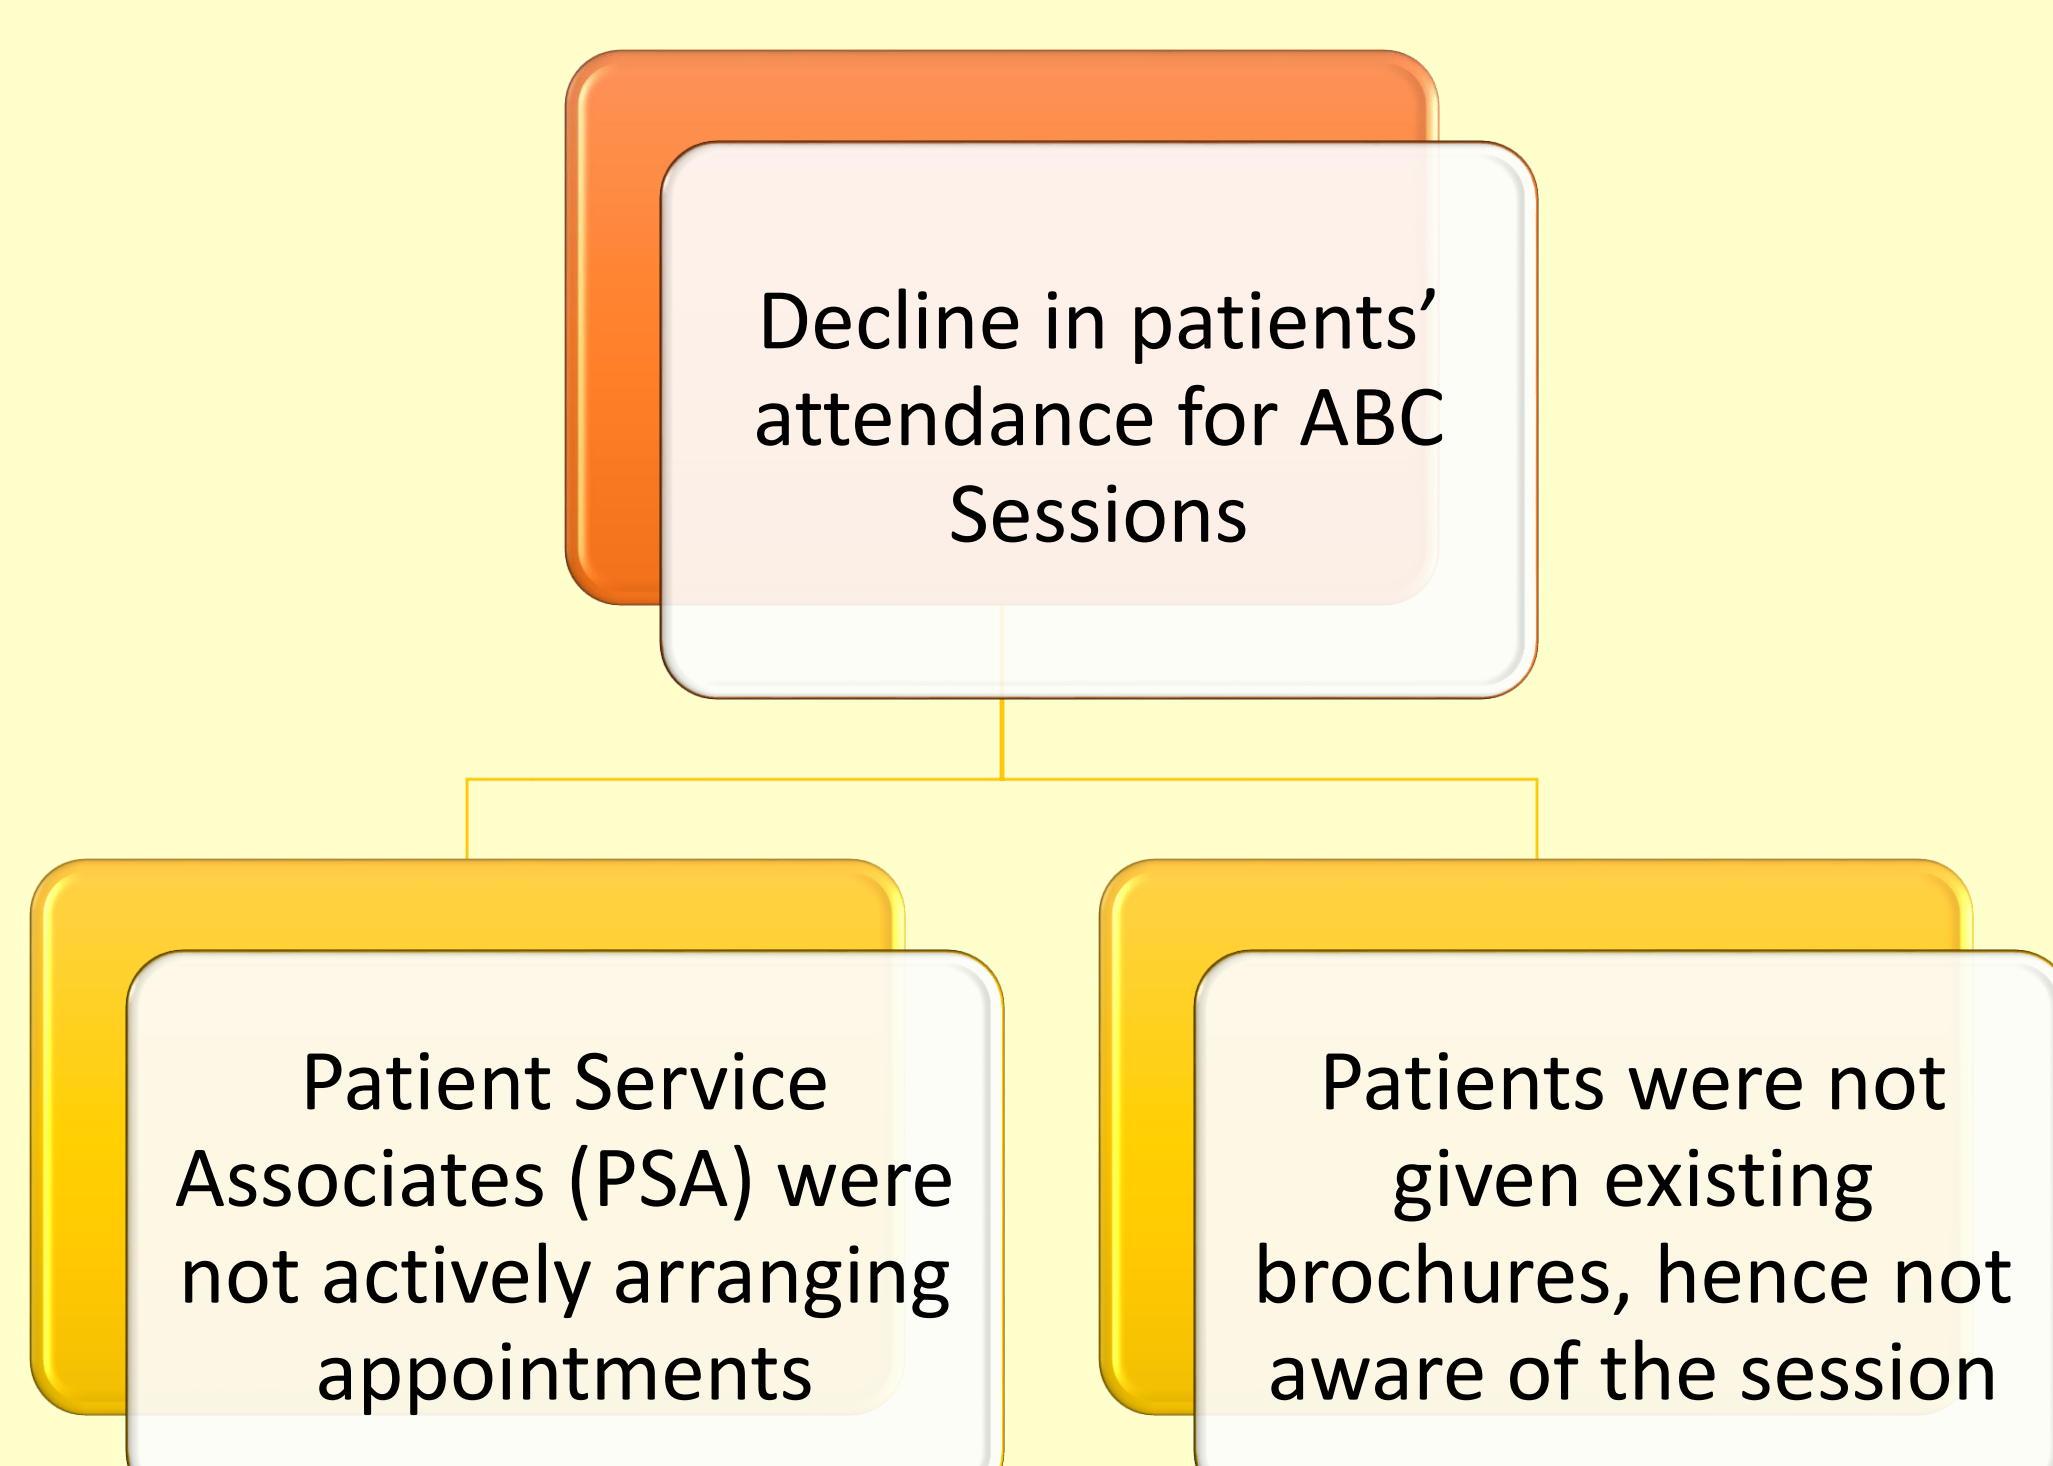 Decline in patients’
attendance for ABC
Sessions
Patient Service
Associates (PSA) were
not actively arranging
appointments
Patients were not
given existing
brochures, hence not
aware of the session